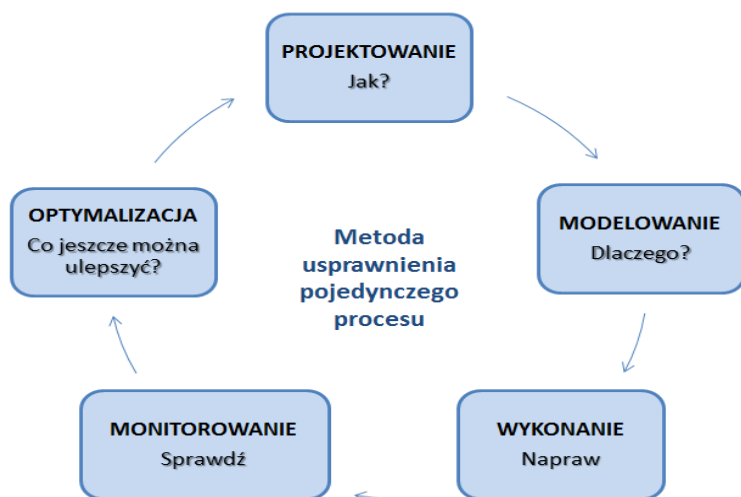 PROJEKTOWANIE
Jak?
MODELOWANIE
Dlaczego?
WYKONANIE
Napraw
MONITOROWANIE
Sprawdź
OPTYMALIZACJA
Co jeszcze można
ulepszyć?
Metoda
usprawnienia
pojedynczego
procesu